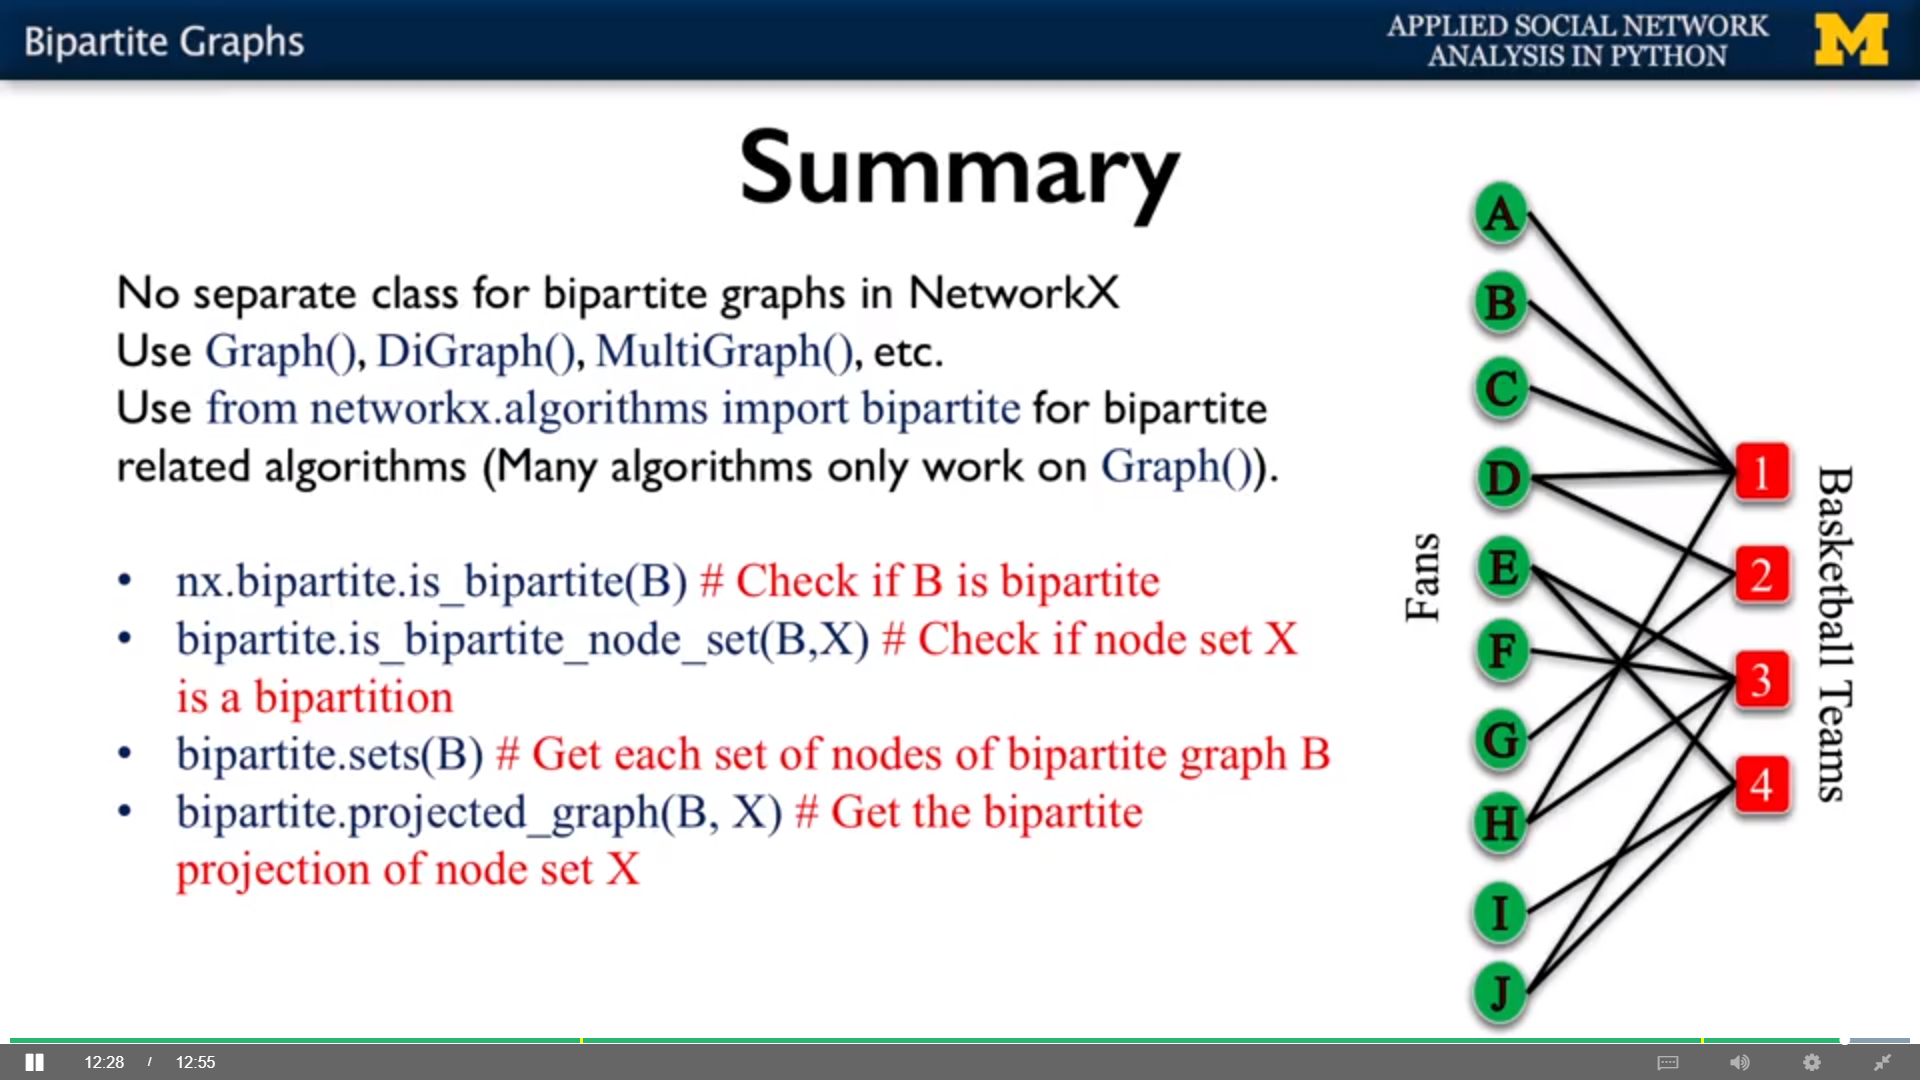 Bipartite Graphs
APPLIED SOCIAL NETWORK
ANALYSIS IN PYTHON
M
Summary
No separate class for bipartite graphs in NetworkX
Use Graph(), DiGraph(), MultiGraph(), etc.
Use from networkx.algorithms import bipartite for bipartite
related algorithms (Many algorithms only work on Graph()).
• nx.bipartite.is_bipartite(B) # Check if B is bipartite
• bipartite.is_bipartite_node_set(B,X) # Check if node set X
is a bipartition
• bipartite.sets(B) # Get each set of nodes of bipartite graph B
• bipartite.projected_graph(B, X) # Get the bipartite
projection of node set X
Fans
A
B
C
D
E
F
G
H
I
J
1
2
3
4
Basketball Teams
12:28 / 12:55